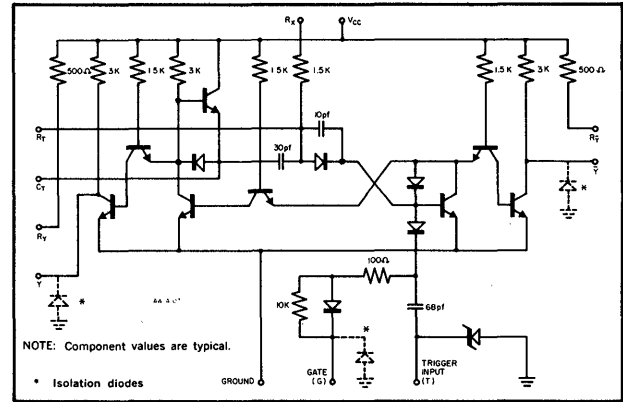 Rx
Vcc
500Ω
3K
1.5K
3K
1.5K
1.5K
1.5K
3K
500Ω
10pf
RT
RȲ
30pf
Ȳ
*
CT
RY
100Ω
Y
*
10K
68pf
*
NOTE: Component values are typical.
* Isolation diodes
GROUND
GATE
(G)
TRIGGER
INPUT
(T)